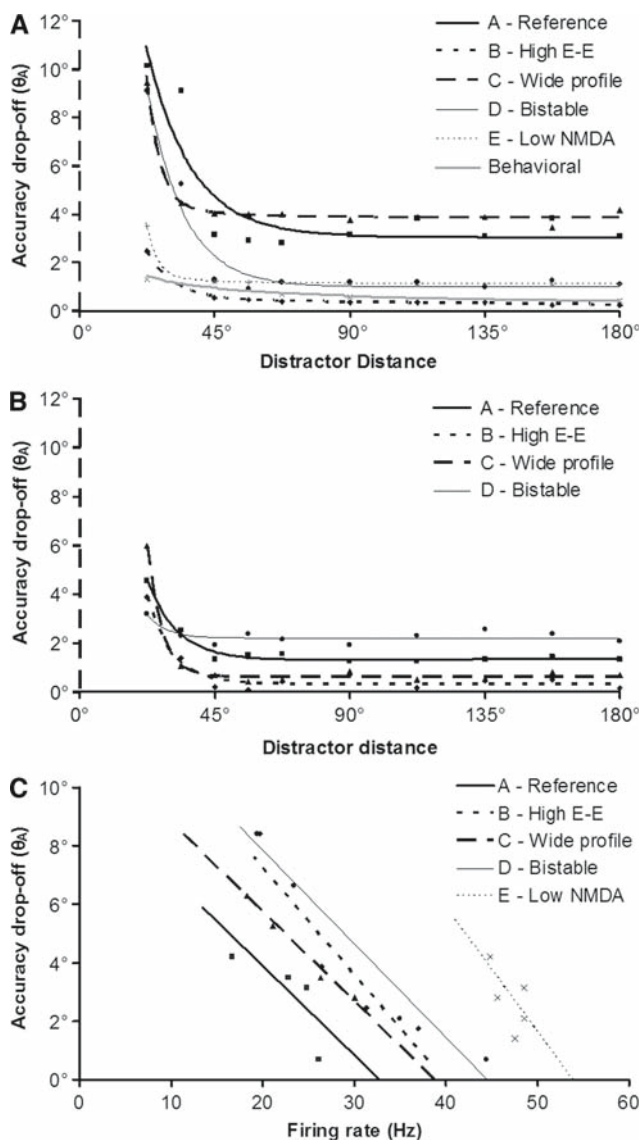 A
12°
10°
8°
6°
4°
2°
0°
Accuracy drop-off (θA)
A - Reference
B - High E-E
C - Wide profile
D - Bistable
E - Low NMDA
Behavioral
0° 45° 90° 135° 180°
Distractor Distance
B
12°
10°
8°
6°
4°
2°
0°
Accuracy drop-off (θA)
A - Reference
B - High E-E
C - Wide profile
D - Bistable
0° 45° 90° 135° 180°
Distractor distance
C
10°
8°
6°
4°
2°
0°
Accuracy drop-off (θA)
A - Reference
B - High E-E
C - Wide profile
D - Bistable
E - Low NMDA
0 10 20 30 40 50 60
Firing rate (Hz)